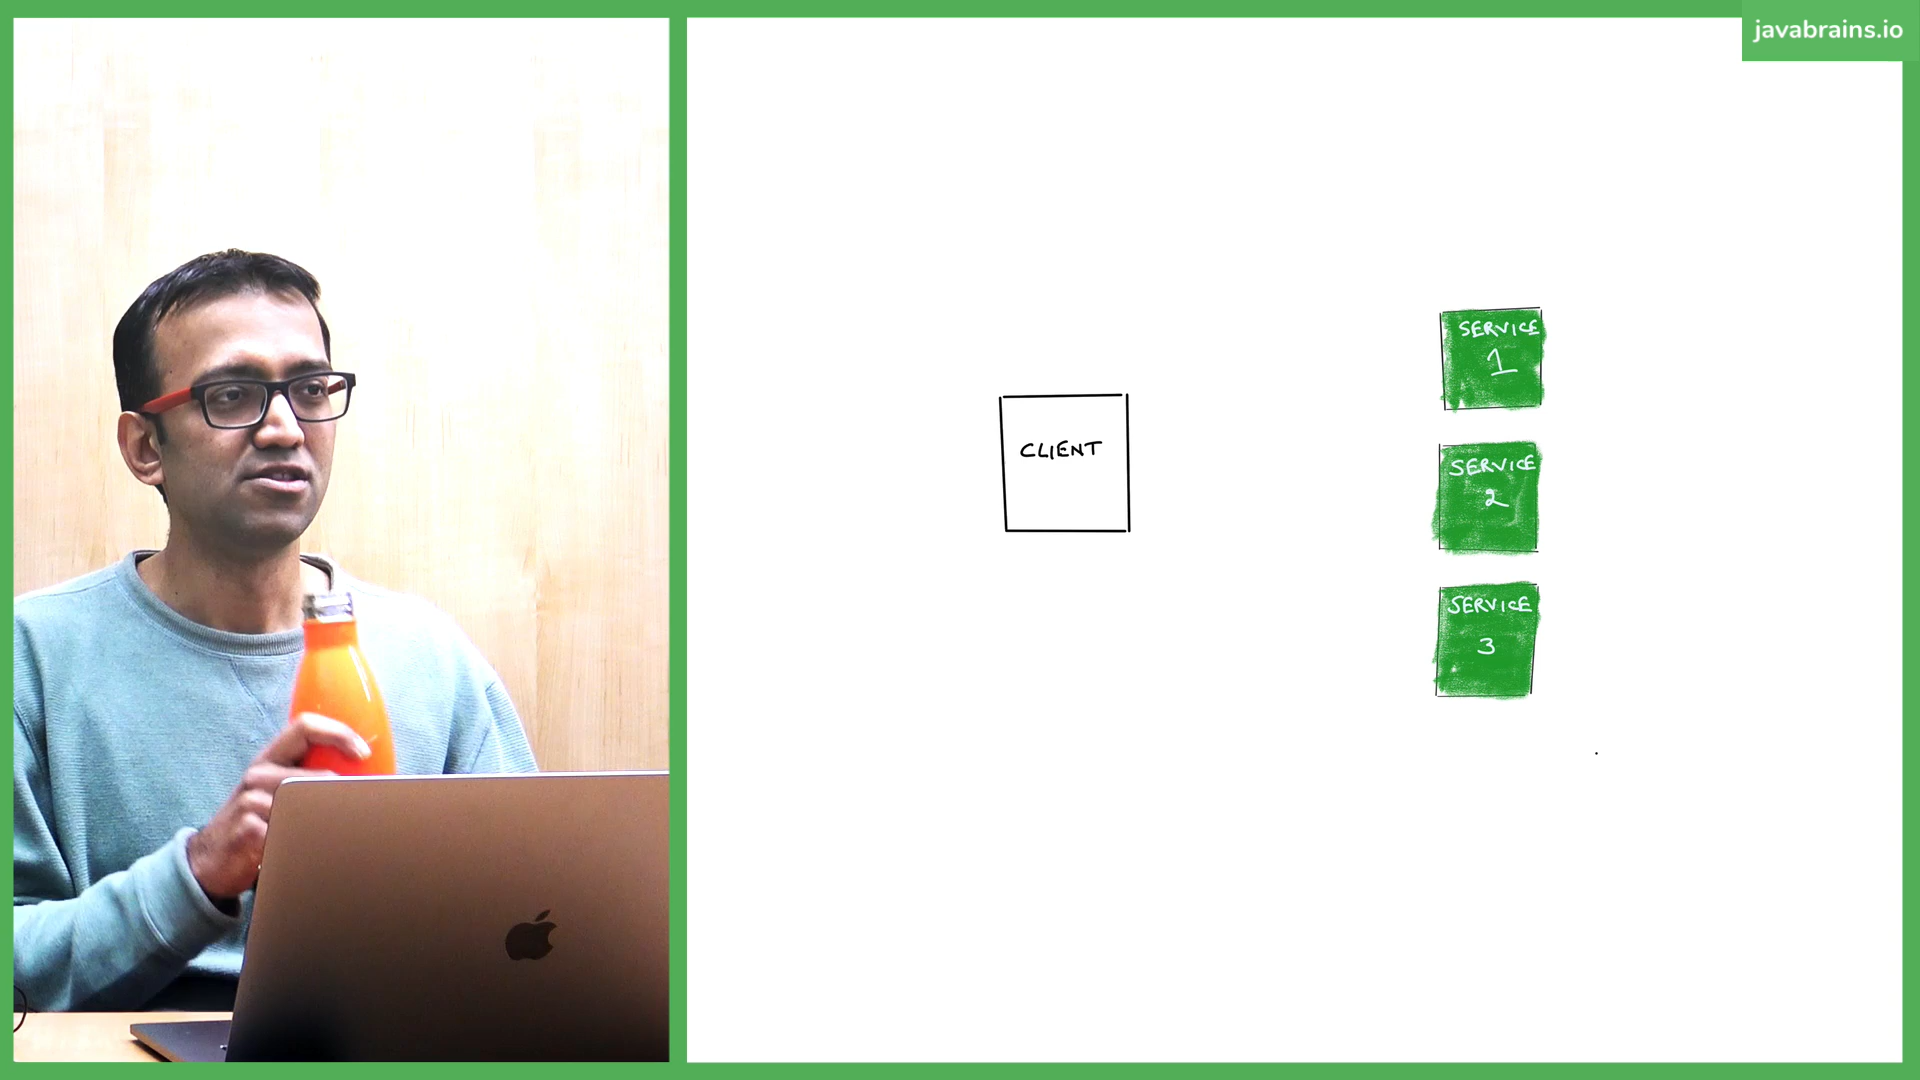 javabrains.io
SERVICE
1
CLIENT
SERVICE
2
SERVICE
3